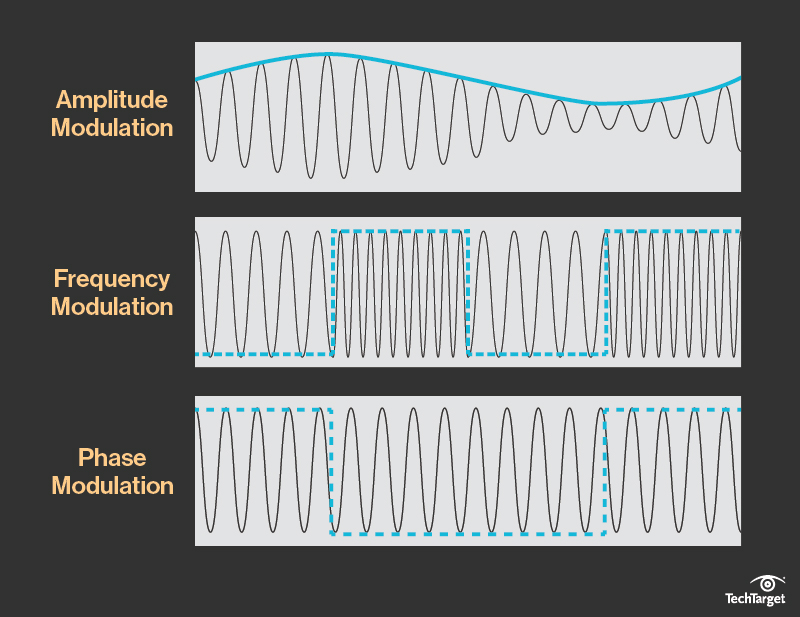 Amplitude
Modulation
Frequency
Modulation
Phase
Modulation
TechTarget